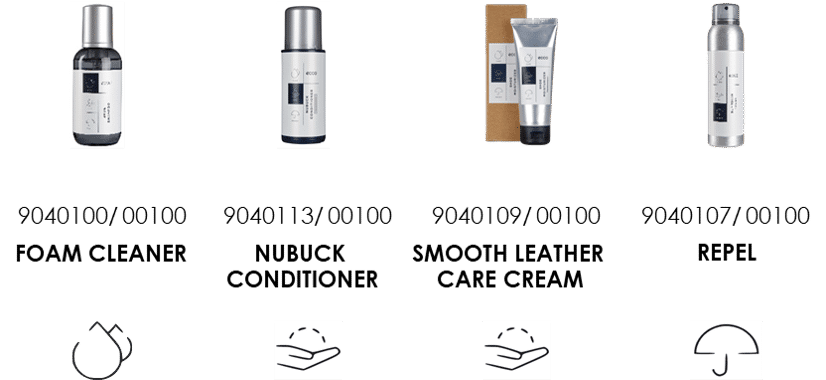 9040100/ 00100
FOAM CLEANER
9040113/ 00100
NUBUCK
CONDITIONER
9040109/ 00100
SMOOTH LEATHER
CARE CREAM
9040107/ 00100
REPEL